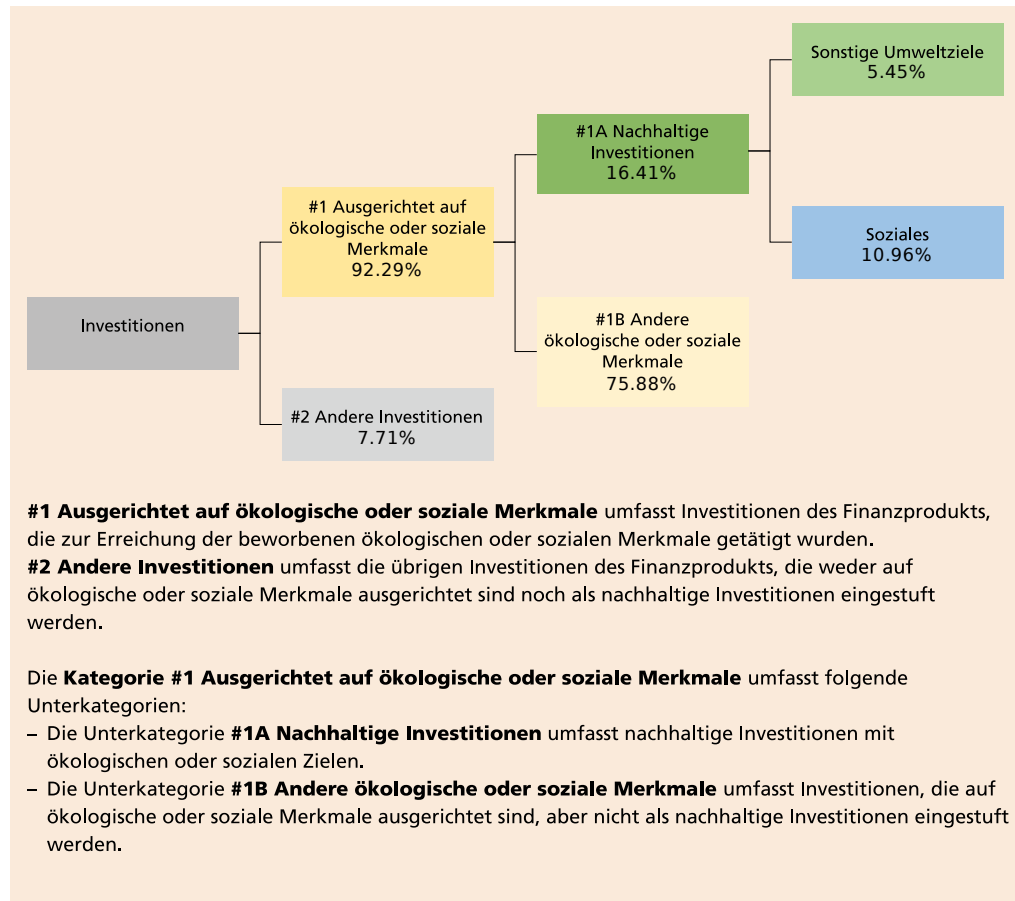 Sonstige Umweltziele
5.45%
#1A Nachhaltige
Investitionen
16.41%
#1 Ausgerichtet auf
ökologische oder soziale
Merkmale
92.29%
Soziales
10.96%
Investitionen
#1B Andere
ökologische oder soziale
Merkmale
75.88%
#2 Andere Investitionen
7.71%
#1 Ausgerichtet auf ökologische oder soziale Merkmale umfasst Investitionen des Finanzprodukts,
die zur Erreichung der beworbenen ökologischen oder sozialen Merkmale getätigt wurden.
#2 Andere Investitionen umfasst die übrigen Investitionen des Finanzprodukts, die weder auf
ökologische oder soziale Merkmale ausgerichtet sind noch als nachhaltige Investitionen eingestuft
werden.
Die Kategorie #1 Ausgerichtet auf ökologische oder soziale Merkmale umfasst folgende
Unterkategorien:
– Die Unterkategorie #1A Nachhaltige Investitionen umfasst nachhaltige Investitionen mit
ökologischen oder sozialen Zielen.
– Die Unterkategorie #1B Andere ökologische oder soziale Merkmale umfasst Investitionen, die auf
ökologische oder soziale Merkmale ausgerichtet sind, aber nicht als nachhaltige Investitionen eingestuft
werden.